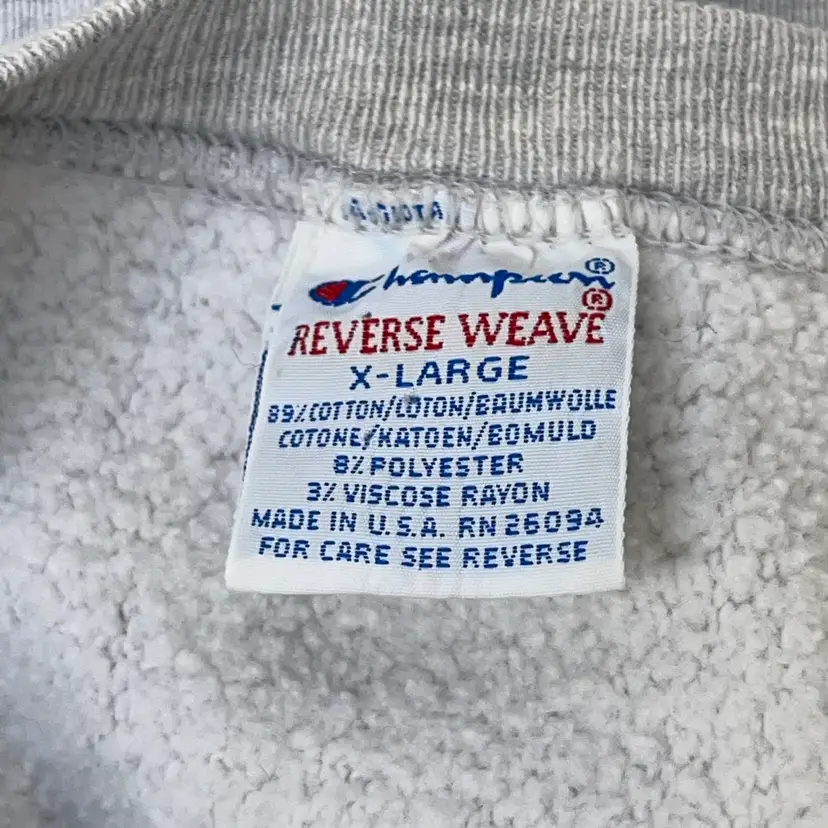 Champion®
REVERSE WEAVE®
X-LARGE
89%COTTON/COTON/BAUMWOLLE
COTONE/KATOEN/BOMULD
8% POLYESTER
3% VISCOSE RAYON
MADE IN U.S.A. RN 26094
FOR CARE SEE REVERSE